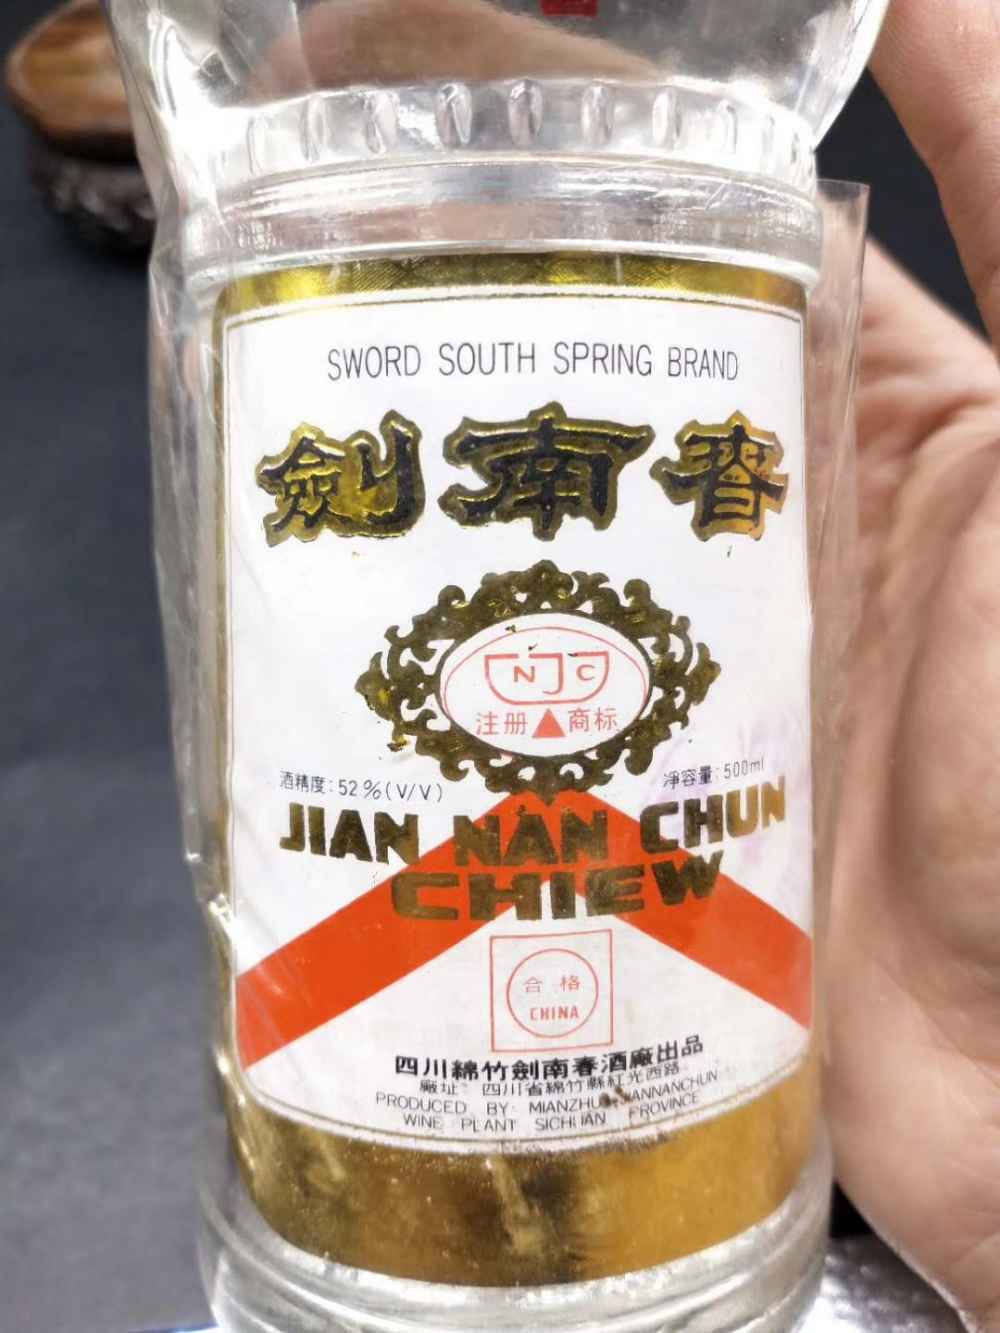 SWORD SOUTH SPRING BRAND
劍南春
NJC
注册▲商标
酒精度:52%(V/V)
淨容量:500ml
JIAN NAN CHUN
CHIEW
合格
CHINA
四川綿竹劍南春酒廠出品
廠址:四川省綿竹縣紅光西路
PRODUCED BY: MIANZHU JIANNANCHUN
WINE PLANT SICHUAN PROVINCE